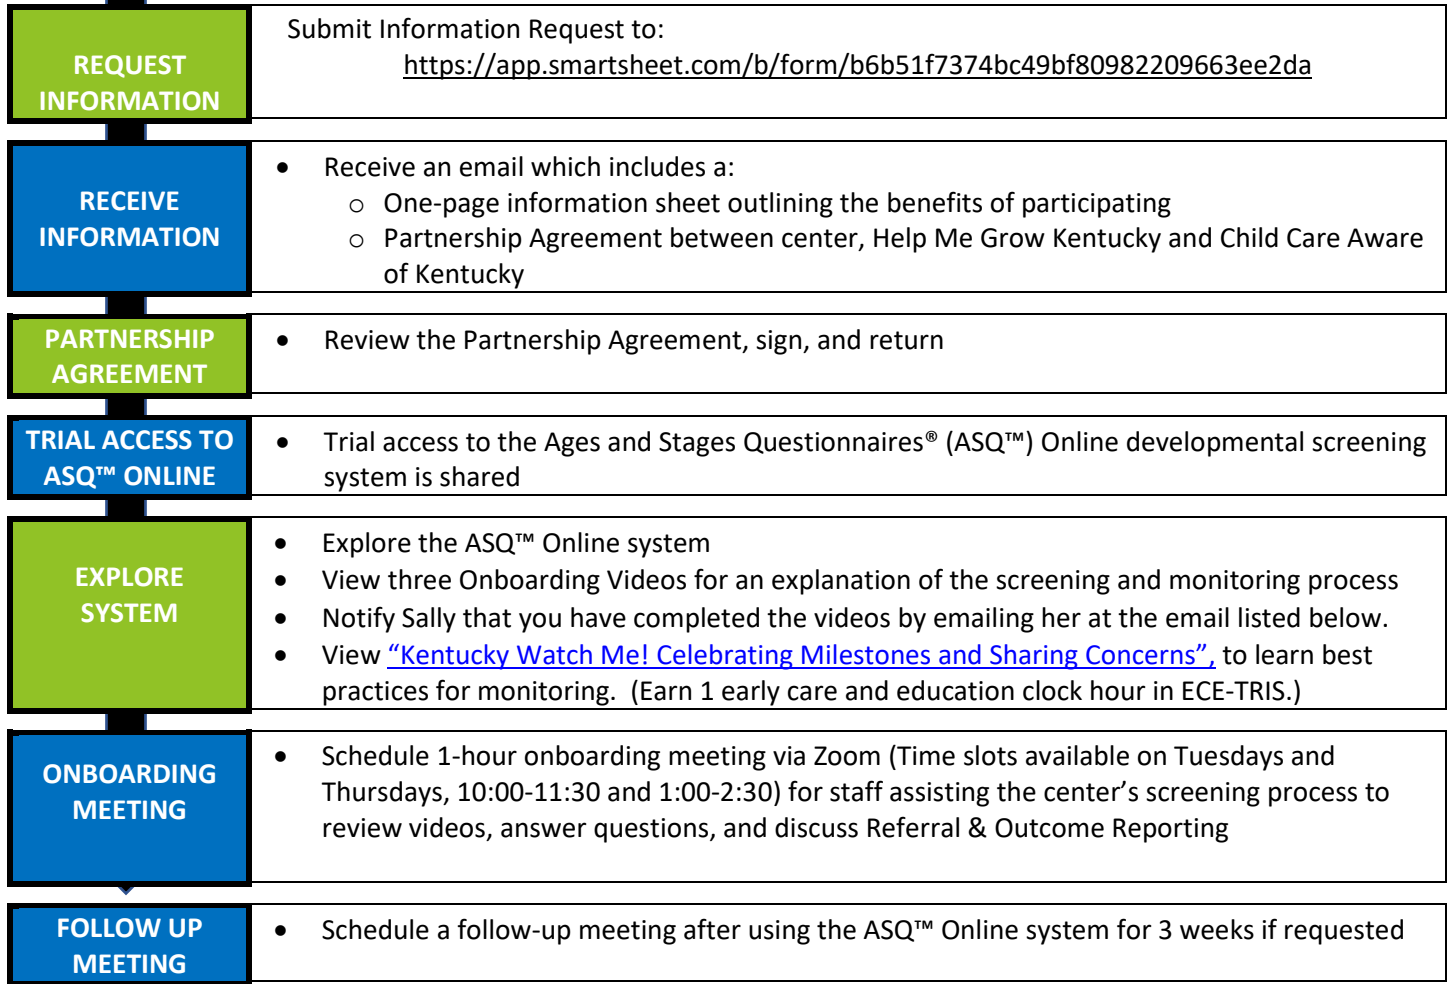 REQUEST
INFORMATION
Submit Information Request to:
https://app.smartsheet.com/b/form/b6b51f7374bc49bf80982209663ee2da
RECEIVE
INFORMATION
• Receive an email which includes a:
o One-page information sheet outlining the benefits of participating
o Partnership Agreement between center, Help Me Grow Kentucky and Child Care Aware
of Kentucky
PARTNERSHIP
AGREEMENT
• Review the Partnership Agreement, sign, and return
TRIAL ACCESS TO
ASQ™ ONLINE
• Trial access to the Ages and Stages Questionnaires® (ASQ™) Online developmental screening
system is shared
EXPLORE
SYSTEM
• Explore the ASQ™ Online system
• View three Onboarding Videos for an explanation of the screening and monitoring process
• Notify Sally that you have completed the videos by emailing her at the email listed below.
• View “Kentucky Watch Me! Celebrating Milestones and Sharing Concerns”, to learn best
practices for monitoring. (Earn 1 early care and education clock hour in ECE-TRIS.)
ONBOARDING
MEETING
• Schedule 1-hour onboarding meeting via Zoom (Time slots available on Tuesdays and
Thursdays, 10:00-11:30 and 1:00-2:30) for staff assisting the center’s screening process to
review videos, answer questions, and discuss Referral & Outcome Reporting
FOLLOW UP
MEETING
• Schedule a follow-up meeting after using the ASQ™ Online system for 3 weeks if requested